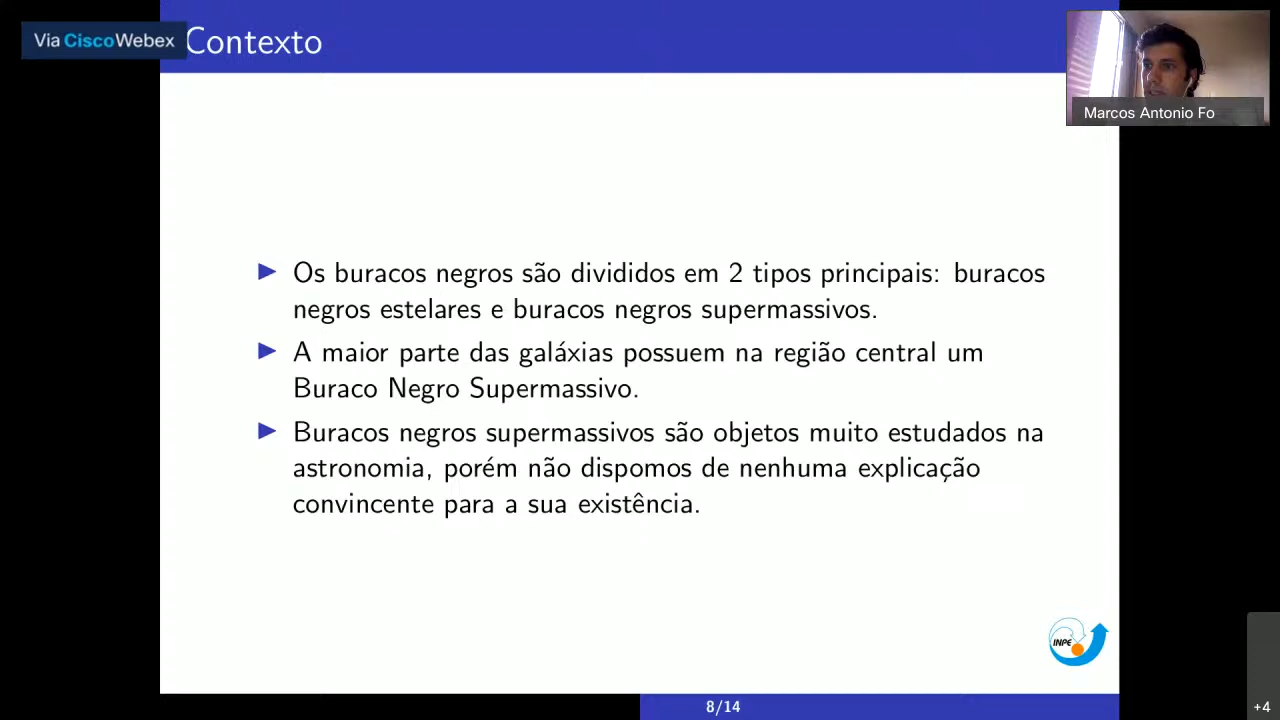 Via Cisco Webex
Contexto
Marcos Antonio Fo
Os buracos negros são divididos em 2 tipos principais: buracos
negros estelares e buracos negros supermassivos.
A maior parte das galáxias possuem na região central um
Buraco Negro Supermassivo.
Buracos negros supermassivos são objetos muito estudados na
astronomia, porém não dispomos de nenhuma explicação
convincente para a sua existência.
INPE
8/14
+4